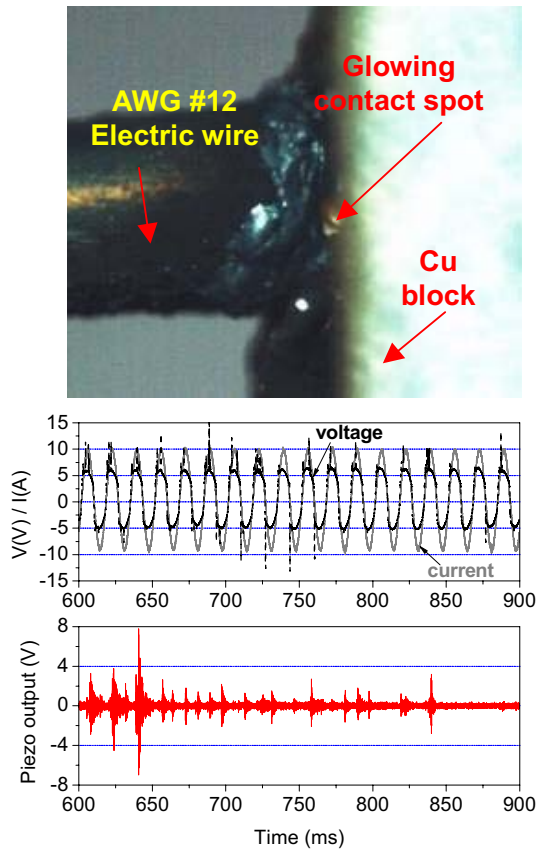 Glowing
contact spot
AWG #12
Electric wire
Cu
block
15
10
5
0
-5
-10
-15
V(V) / I(A)
voltage
current
600 650 700 750 800 850 900
8
4
0
-4
-8
Piezo output (V)
600 650 700 750 800 850 900
Time (ms)